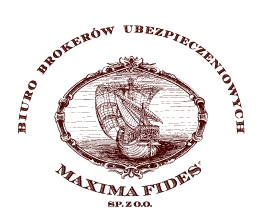 BIURO BROKERÓW UBEZPIECZENIOWYCH
MAXIMA FIDES
SP. Z O.O.